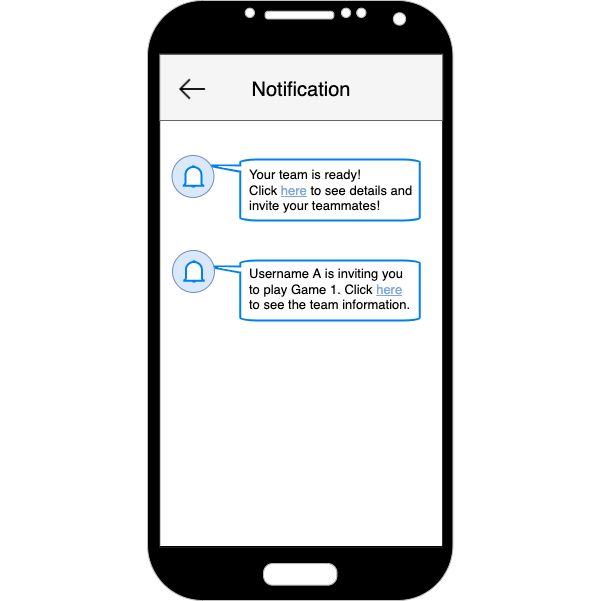 Notification
Your team is ready!
Click here to see details and
invite your teammates!
Username A is inviting you
to play Game 1. Click here
to see the team information.